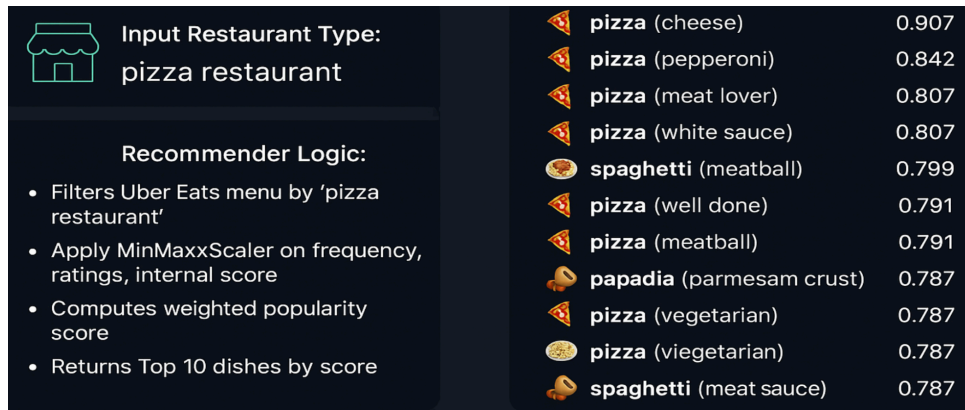 Input Restaurant Type:
pizza restaurant
Recommender Logic:
• Filters Uber Eats menu by ‘pizza
restaurant’
• Apply MinMaxxScaler on frequency,
ratings, internal score
• Computes weighted popularity
score
• Returns Top 10 dishes by score
pizza (cheese) 0.907
pizza (pepperoni) 0.842
pizza (meat lover) 0.807
pizza (white sauce) 0.807
spaghetti (meatball) 0.799
pizza (well done) 0.791
pizza (meatball) 0.791
papadia (parmesam crust) 0.787
pizza (vegetarian) 0.787
pizza (viegetarian) 0.787
spaghetti (meat sauce) 0.787